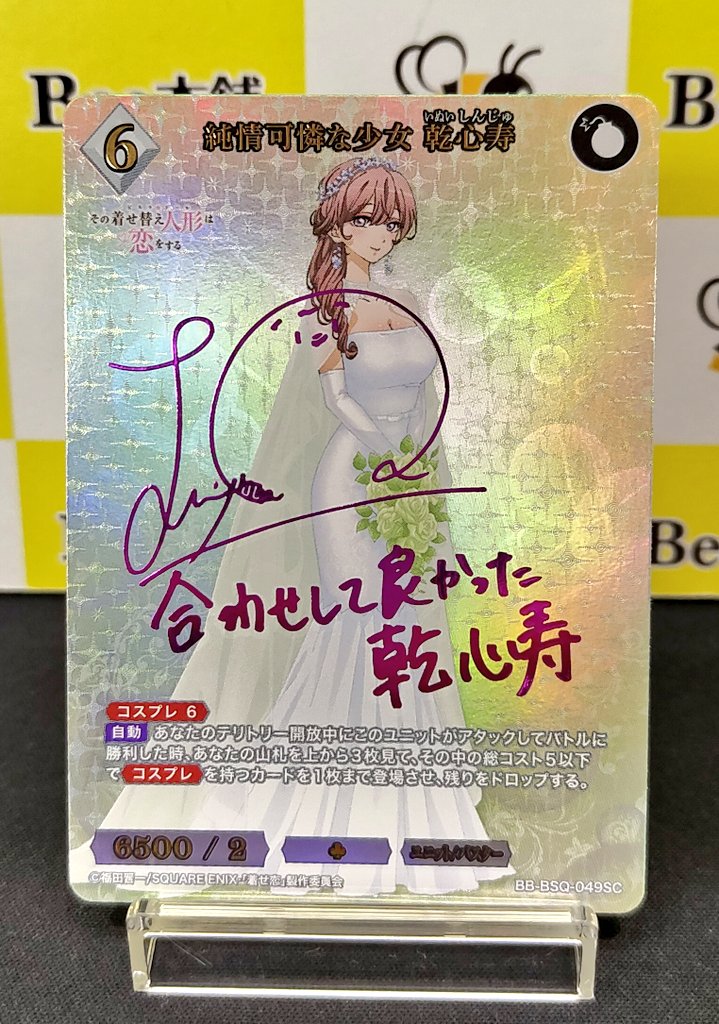 Bee本舗
6
いぬい しんじゅ
純情可憐な少女 乾心寿
その着せ替え人形は
恋をする
合わせして良かった
乾心寿
コスプレ 6
自動 あなたのテリトリー開放中にこのユニットがアタックしてバトルに
勝利した時、あなたの山札を上から3枚見て、その中の総コスト5以下
で コスプレ を持つカードを1枚まで登場させ、残りをドロップする。
6500 / 2
ユニット/バスター
©福田晋一/SQUARE ENIX・「着せ恋」製作委員会
BB-BSQ-049SC